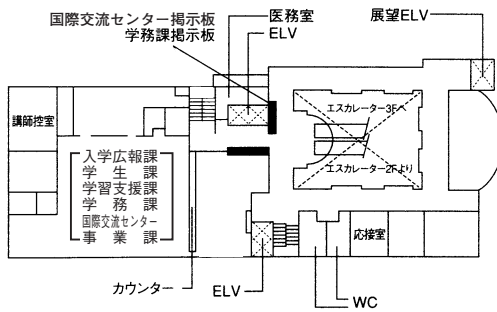 国際交流センター掲示板
学務課掲示板
医務室
ELV
展望ELV
講師控室
エスカレーター3Fへ
エスカレーター2Fより
入学広報課
学生課
学習支援課
学務課
国際交流センター
事業課
応接室
カウンター
ELV
WC